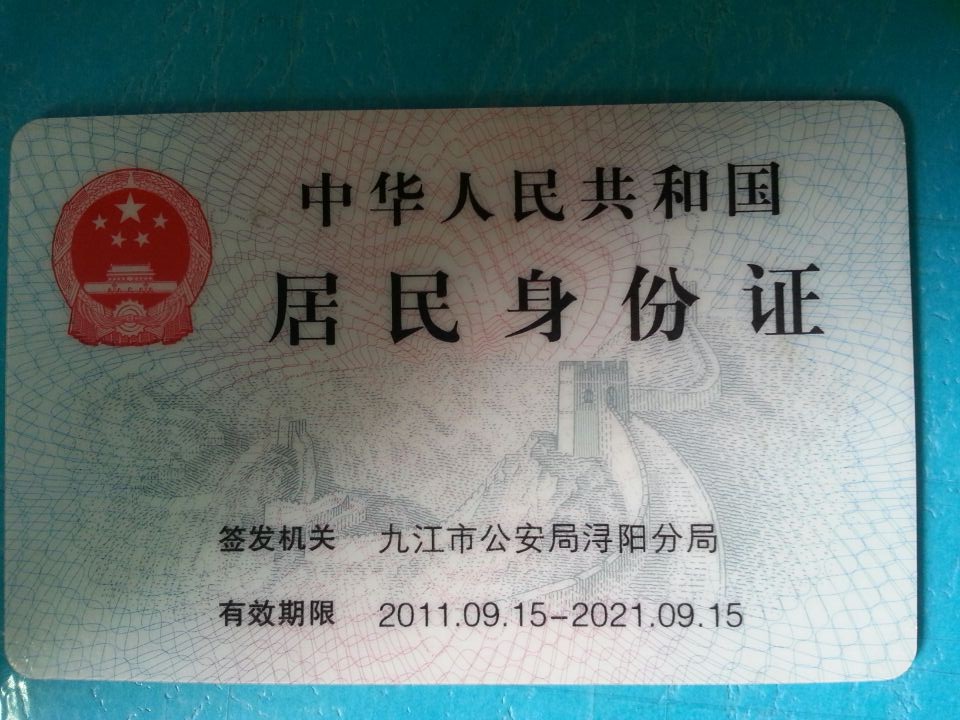 中华人民共和国
居民身份证
签发机关 九江市公安局浔阳分局
有效期限 2011.09.15-2021.09.15